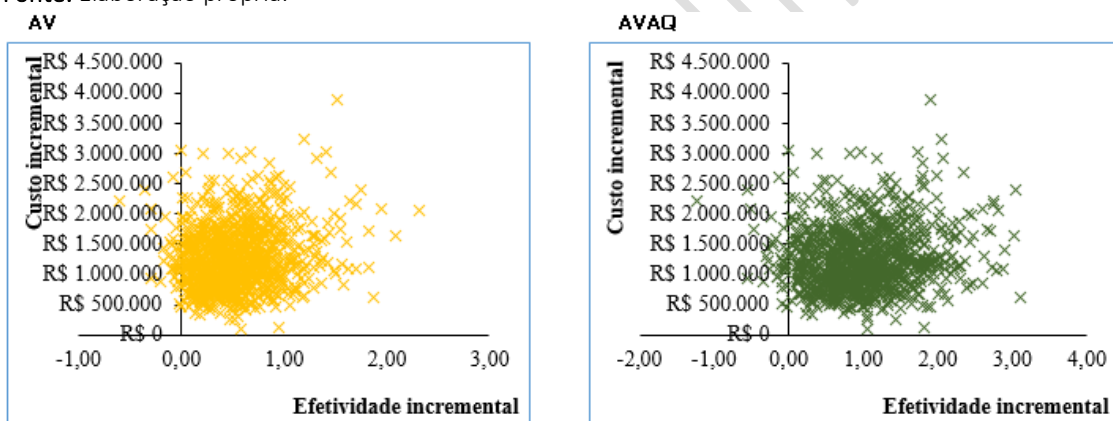 Fonte: Elaboração própria.
AV
Custo incremental
R$ 4.500.000
R$ 4.000.000
R$ 3.500.000
R$ 3.000.000
R$ 2.500.000
R$ 2.000.000
R$ 1.500.000
R$ 1.000.000
R$ 500.000
R$ 0
-1,00 0,00 1,00 2,00 3,00
Efetividade incremental
AVAQ
Custo incremental
R$ 4.500.000
R$ 4.000.000
R$ 3.500.000
R$ 3.000.000
R$ 2.500.000
R$ 2.000.000
R$ 1.500.000
R$ 1.000.000
R$ 500.000
R$ 0
-2,00 -1,00 0,00 1,00 2,00 3,00 4,00
Efetividade incremental